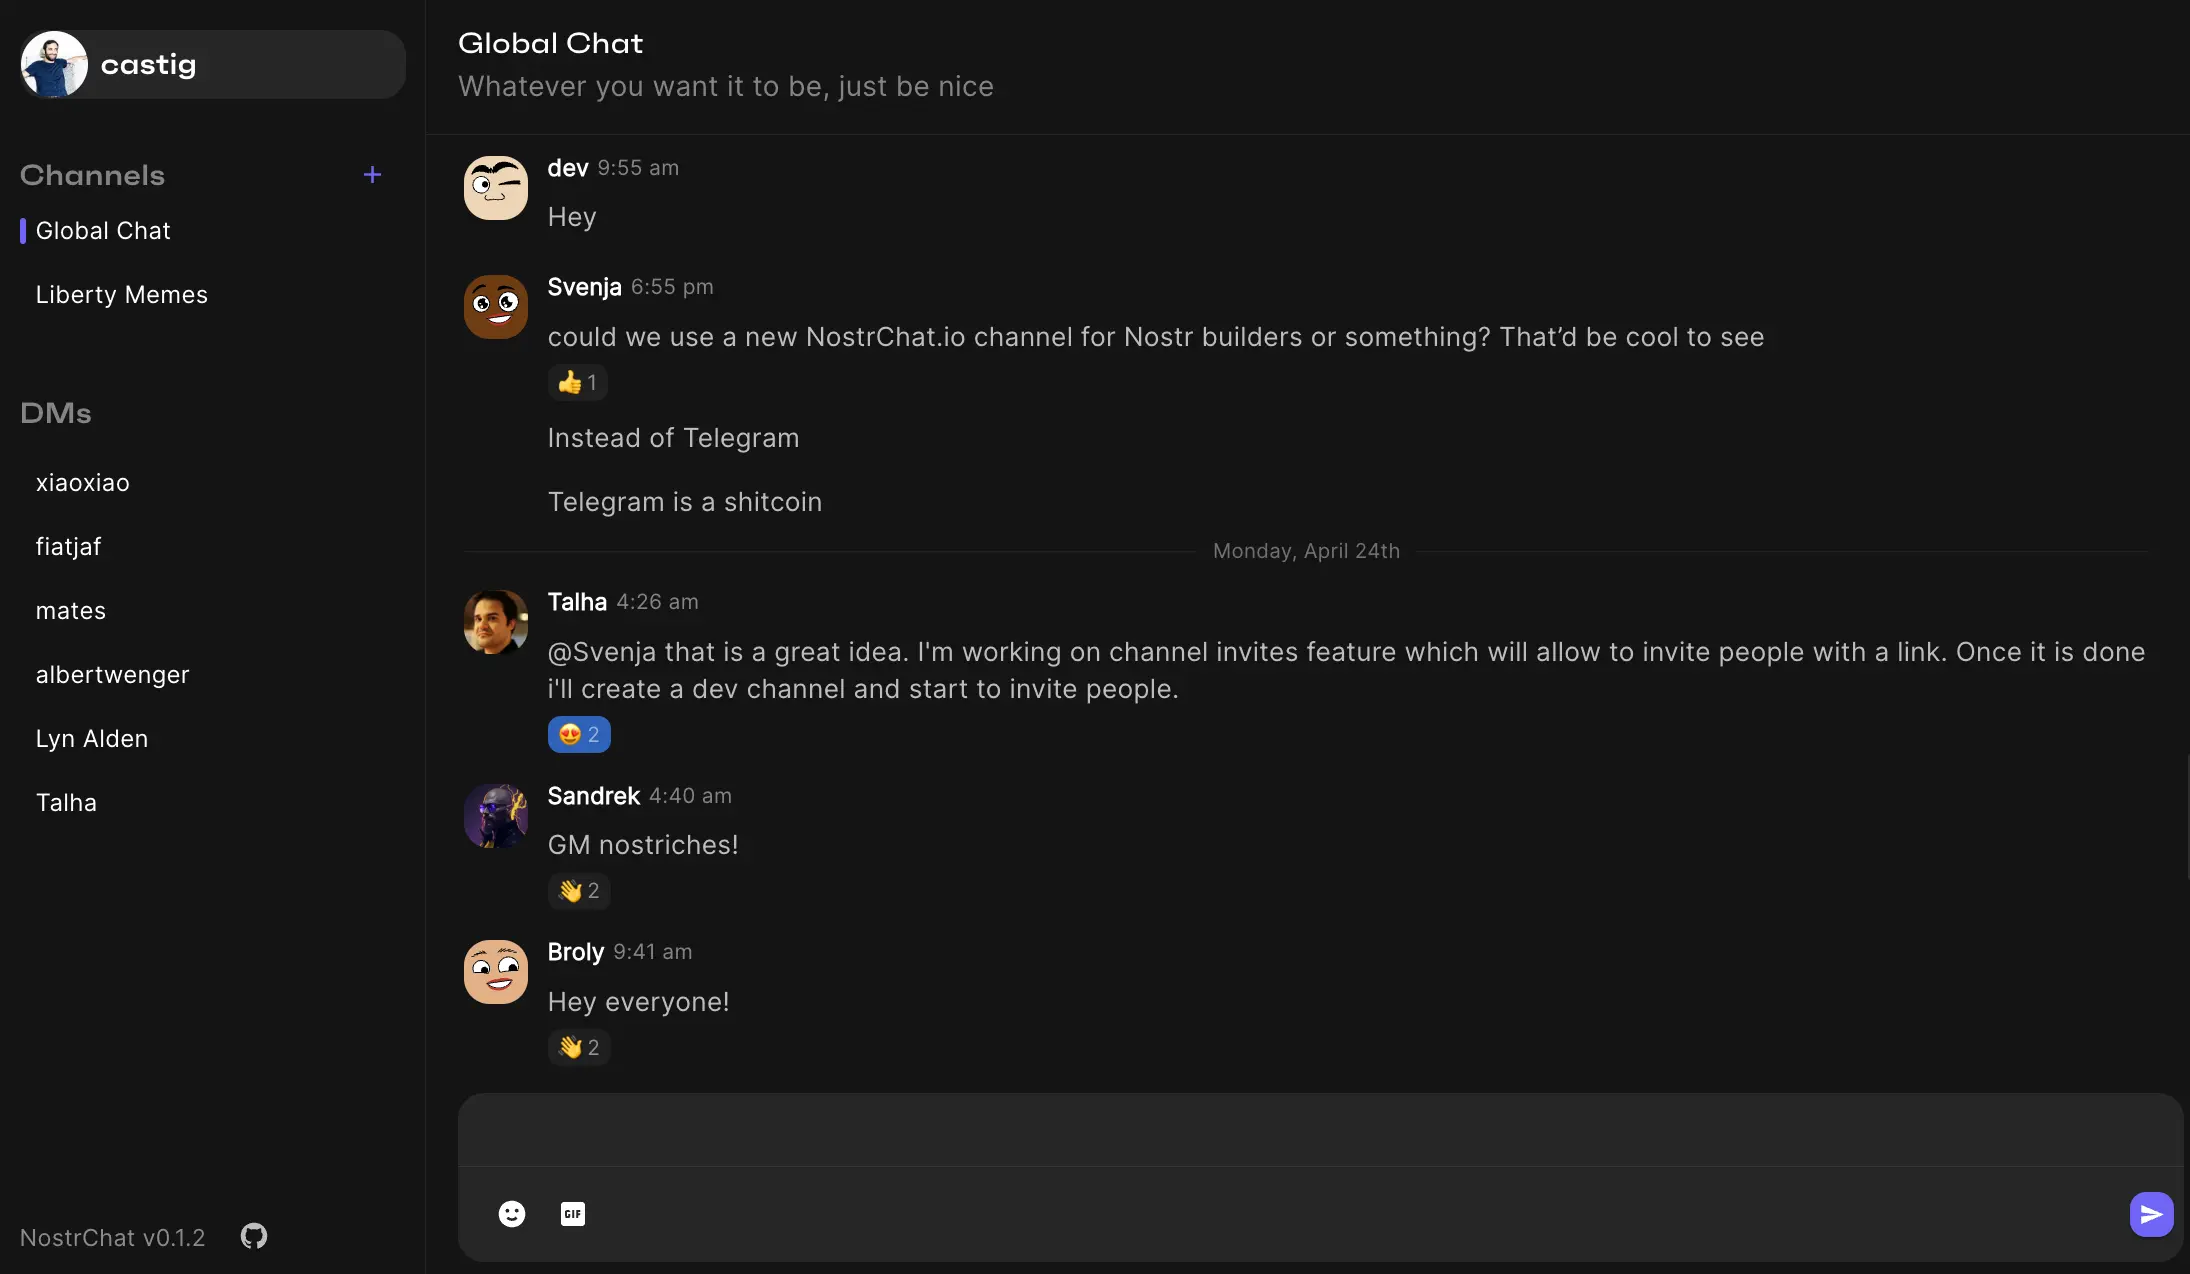 castig
Channels
+
Global Chat
Liberty Memes
DMs
xiaoxiao
fiatjaf
mates
albertwenger
Lyn Alden
Talha
NostrChat v0.1.2
Global Chat
Whatever you want it to be, just be nice
dev 9:55 am
Hey
Svenja 6:55 pm
could we use a new NostrChat.io channel for Nostr builders or something? That’d be cool to see
👍 1
Instead of Telegram
Telegram is a shitcoin
Monday, April 24th
Talha 4:26 am
@Svenja that is a great idea. I'm working on channel invites feature which will allow to invite people with a link. Once it is done
i'll create a dev channel and start to invite people.
😍 2
Sandrek 4:40 am
GM nostriches!
👋 2
Broly 9:41 am
Hey everyone!
👋 2
GIF